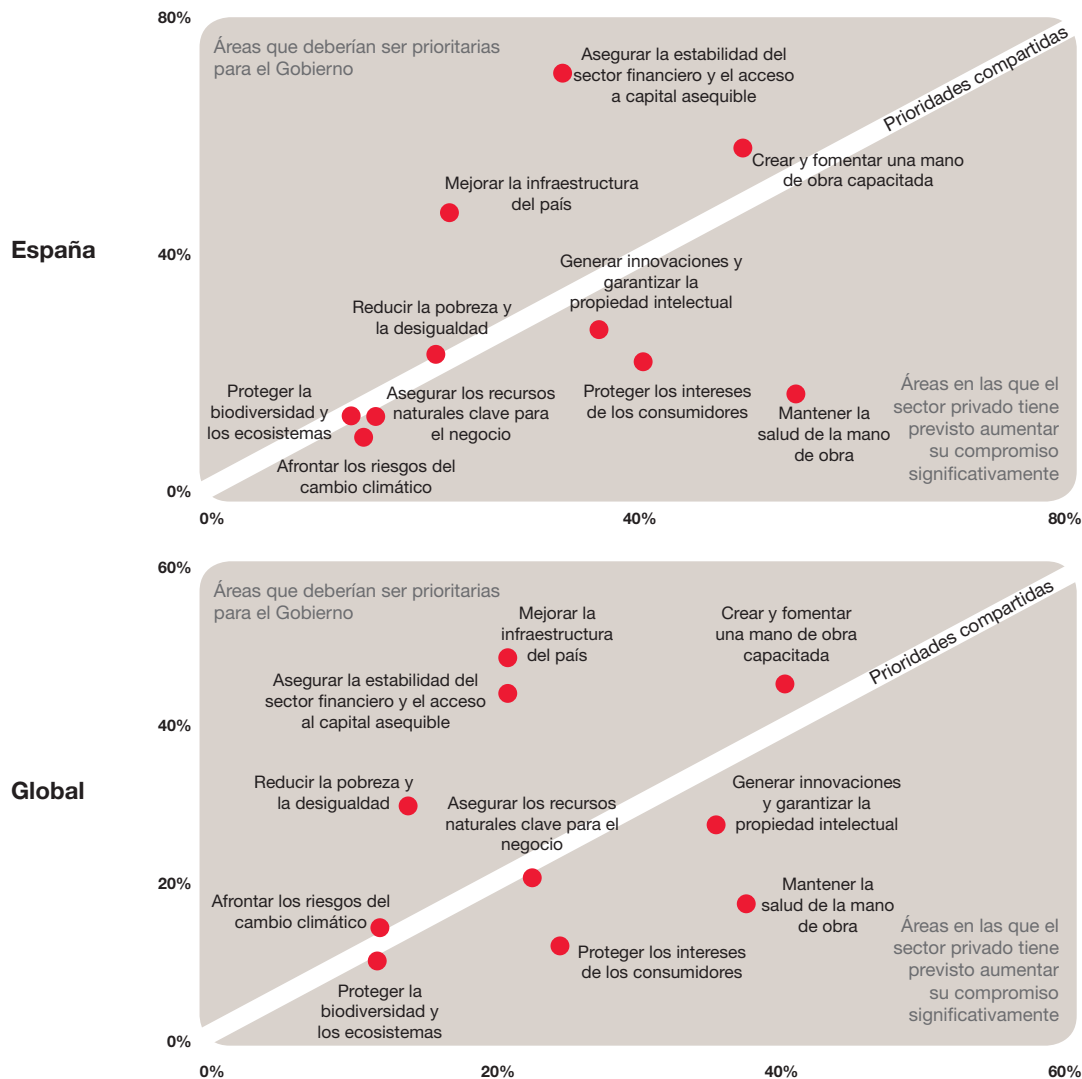 80%
Áreas que deberían ser prioritarias
para el Gobierno
Asegurar la estabilidad del
sector financiero y el acceso
a capital asequible
Prioridades compartidas
Crear y fomentar una mano
de obra capacitada
Mejorar la infraestructura
del país
España
40%
Generar innovaciones y
garantizar la
propiedad intelectual
Reducir la pobreza y
la desigualdad
Proteger la
biodiversidad y
los ecosistemas
Asegurar los recursos
naturales clave para
el negocio
Proteger los intereses
de los consumidores
Mantener la
salud de la mano
de obra
Áreas en las que el
sector privado tiene
previsto aumentar
su compromiso
significativamente
Afrontar los riesgos del
cambio climático
0%
0%
40%
80%
60%
Áreas que deberían ser prioritarias
para el Gobierno
Mejorar la
infraestructura
del país
Crear y fomentar
una mano de obra
capacitada
Prioridades compartidas
Asegurar la estabilidad del
sector financiero y el acceso
al capital asequible
40%
Global
Reducir la pobreza y
la desigualdad
Asegurar los recursos
naturales clave para el
negocio
Generar innovaciones
y garantizar la
propiedad intelectual
20%
Afrontar los riesgos del
cambio climático
Mantener la
salud de la mano
de obra
Proteger los intereses
de los consumidores
Áreas en las que el
sector privado tiene
previsto aumentar
su compromiso
significativamente
Proteger la
biodiversidad y
los ecosistemas
0%
0%
20%
40%
60%